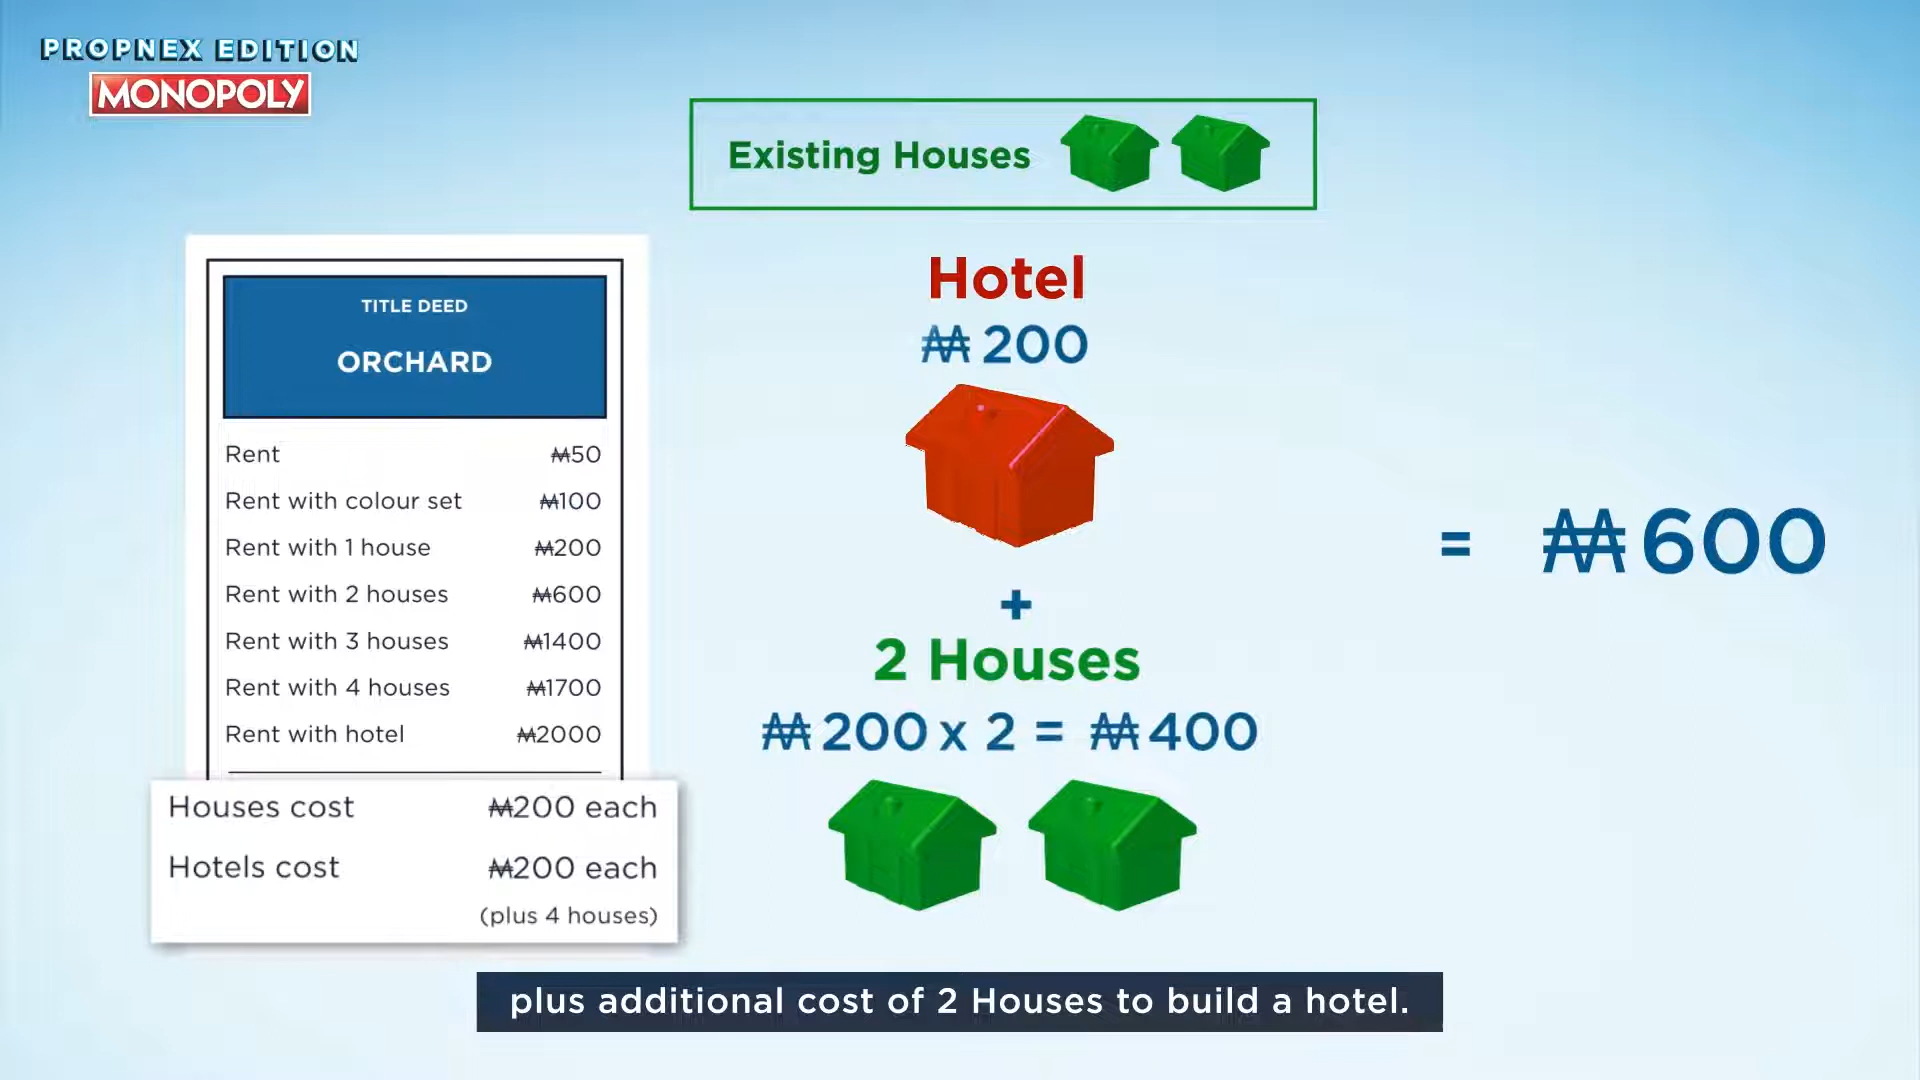 PROPNEX EDITION
MONOPOLY
Existing Houses
TITLE DEED
ORCHARD
Rent ₩50
Rent with colour set ₩100
Rent with 1 house ₩200
Rent with 2 houses ₩600
Rent with 3 houses ₩1400
Rent with 4 houses ₩1700
Rent with hotel ₩2000
Houses cost ₩200 each
Hotels cost ₩200 each
(plus 4 houses)
Hotel
₩ 200
+
2 Houses
₩ 200 x 2 = ₩ 400
= ₩ 600
plus additional cost of 2 Houses to build a hotel.